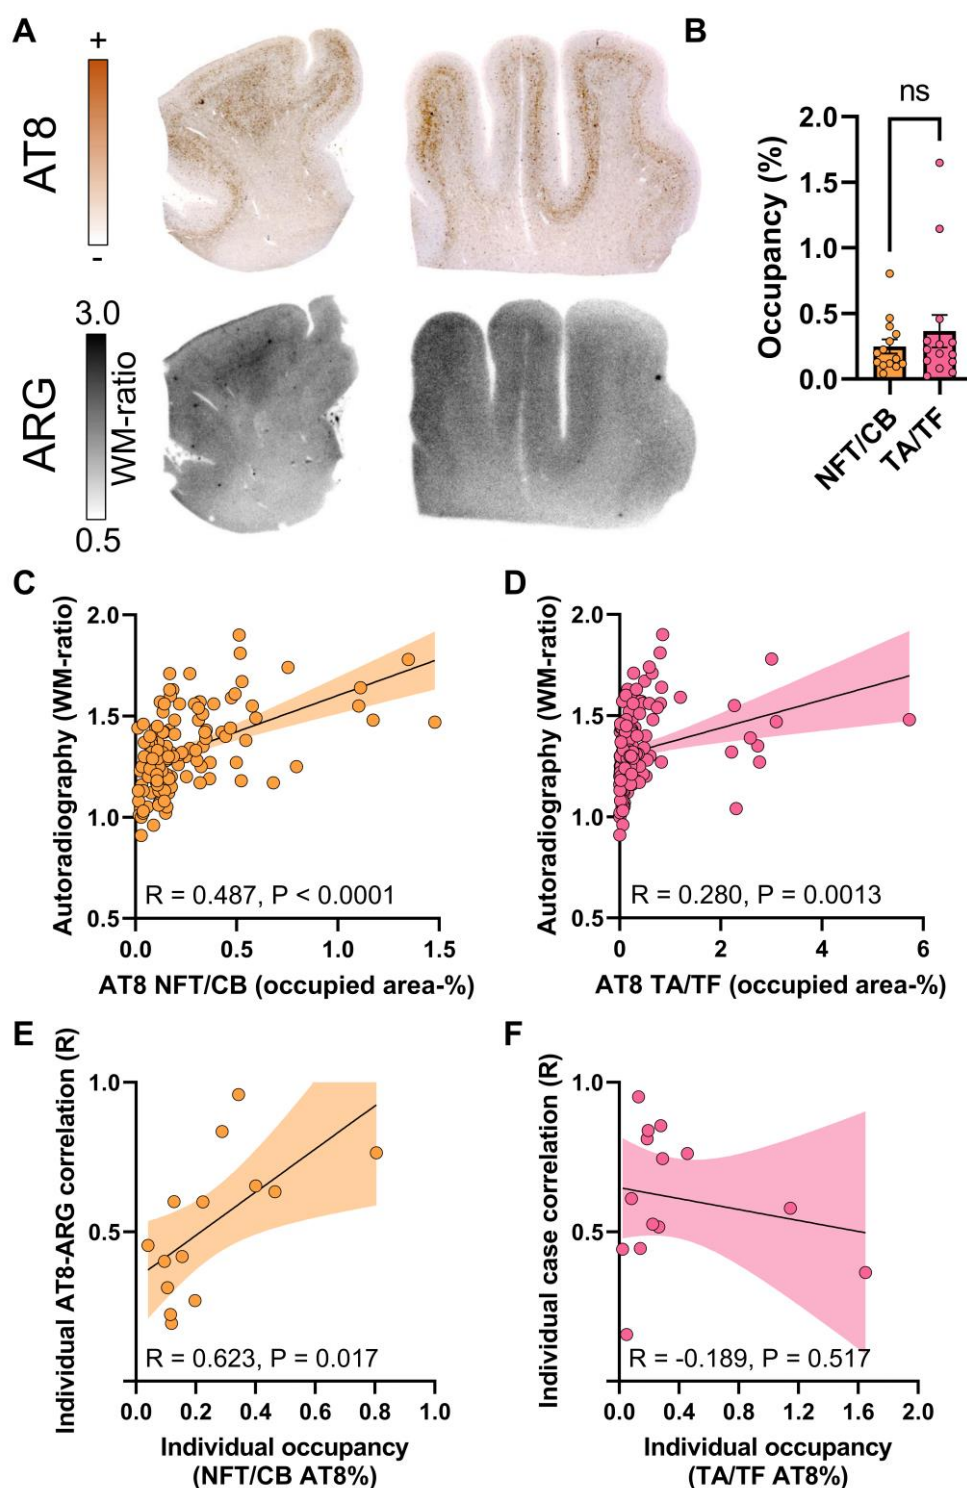 A
+
-
AT8
3.0
0.5
WM-ratio
ARG
B
ns
Occupancy (%)
2.0
1.5
1.0
0.5
0.0
NFT/CB
TA/TF
C
Autoradiography (WM-ratio)
2.0
1.5
1.0
0.5
R = 0.487, P < 0.0001
0.0 0.5 1.0 1.5
AT8 NFT/CB (occupied area-%)
D
Autoradiography (WM-ratio)
2.0
1.5
1.0
0.5
R = 0.280, P = 0.0013
0 2 4 6
AT8 TA/TF (occupied area-%)
E
Individual AT8-ARG correlation (R)
1.0
0.5
R = 0.623, P = 0.017
0.0 0.2 0.4 0.6 0.8 1.0
Individual occupancy
(NFT/CB AT8%)
F
Individual case correlation (R)
1.0
0.5
R = -0.189, P = 0.517
0.0 0.4 0.8 1.2 1.6 2.0
Individual occupancy
(TA/TF AT8%)